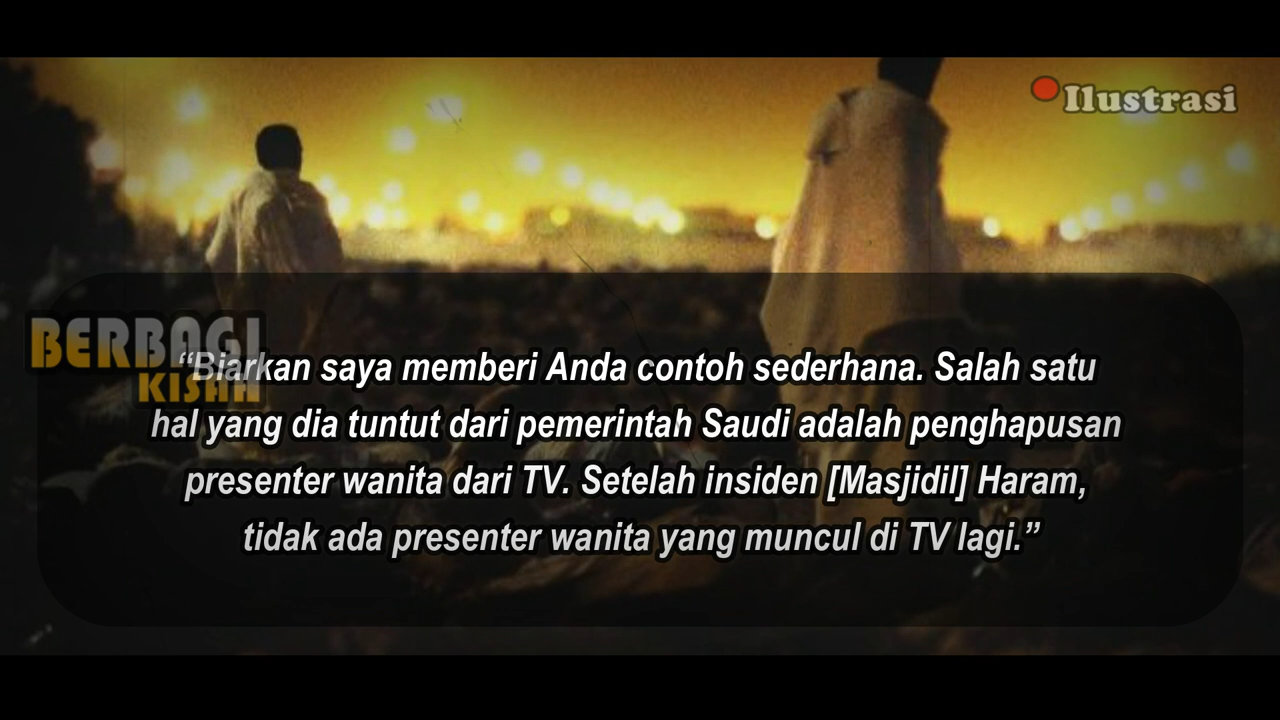 Ilustrasi
BERBAGI
KISAH
“Biarkan saya memberi Anda contoh sederhana. Salah satu
hal yang dia tuntut dari pemerintah Saudi adalah penghapusan
presenter wanita dari TV. Setelah insiden [Masjidil] Haram,
tidak ada presenter wanita yang muncul di TV lagi.”